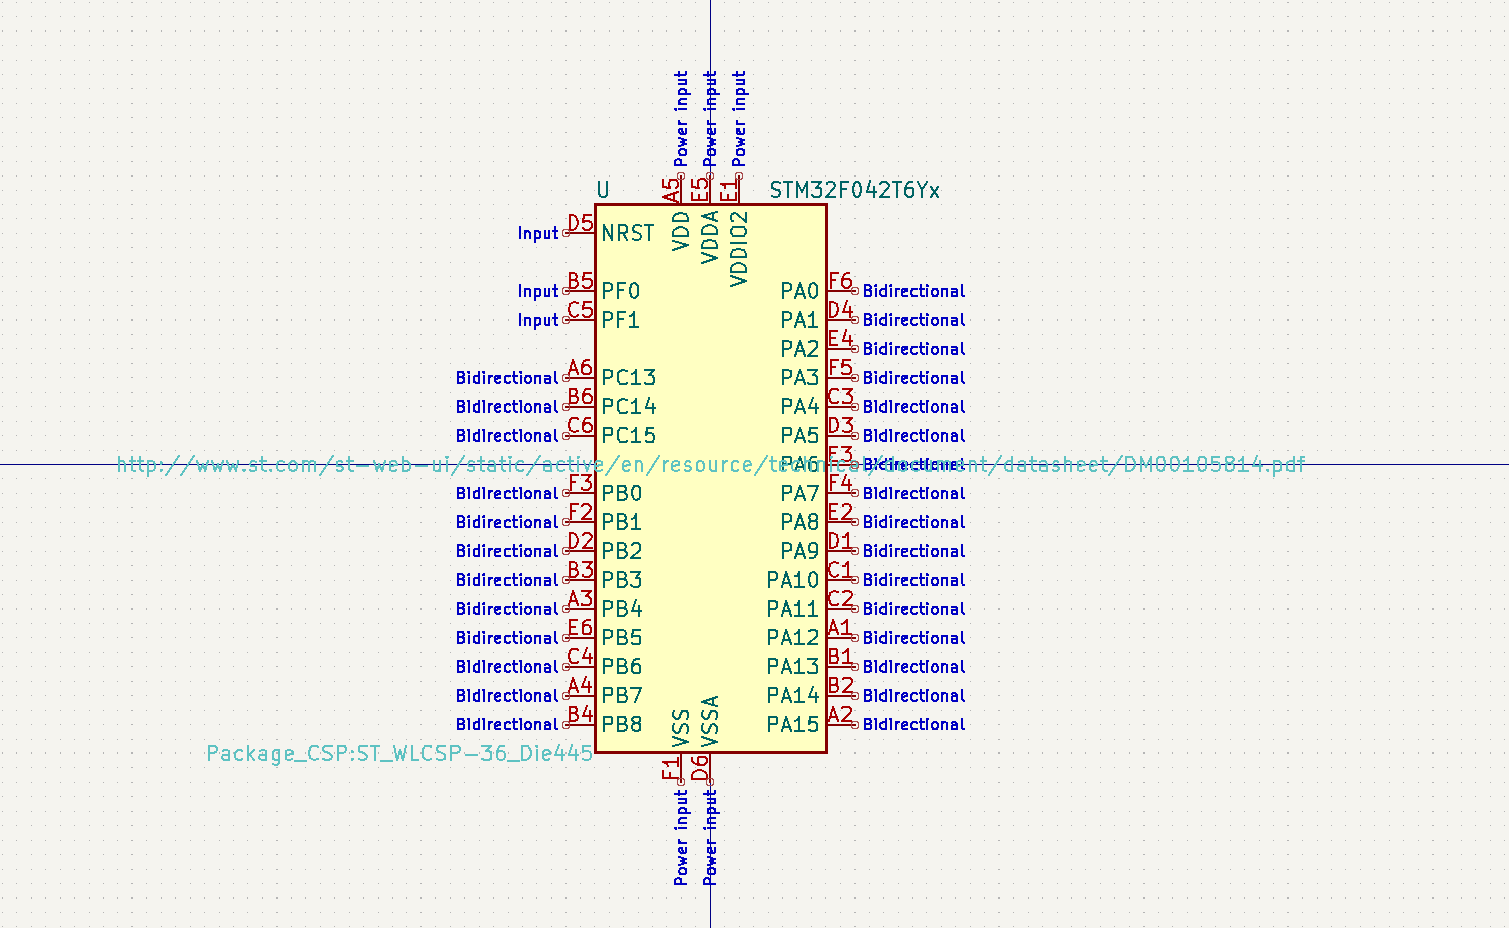 Power input Power input Power input
A5 E5 E1
U STM32F042T6Yx
VDD VDDA VDDIO2
Input D5 NRST
Input B5 PF0 PA0 F6 Bidirectional
Input C5 PF1 PA1 D4 Bidirectional
PA2 E4 Bidirectional
Bidirectional A6 PC13 PA3 F5 Bidirectional
Bidirectional B6 PC14 PA4 C3 Bidirectional
Bidirectional C6 PC15 PA5 D3 Bidirectional
http://www.st.com/st-web-ui/static/active/en/resource/technical/document/datasheet/DM00105814.pdf
PA6 E3 Bidirectional
Bidirectional F3 PB0 PA7 F4 Bidirectional
Bidirectional F2 PB1 PA8 E2 Bidirectional
Bidirectional D2 PB2 PA9 D1 Bidirectional
Bidirectional B3 PB3 PA10 C1 Bidirectional
Bidirectional A3 PB4 PA11 C2 Bidirectional
Bidirectional E6 PB5 PA12 A1 Bidirectional
Bidirectional C4 PB6 PA13 B1 Bidirectional
Bidirectional A4 PB7 PA14 B2 Bidirectional
Bidirectional B4 PB8 PA15 A2 Bidirectional
VSS VSSA
Package_CSP:ST_WLCSP-36_Die445
F1 D6
Power input Power input